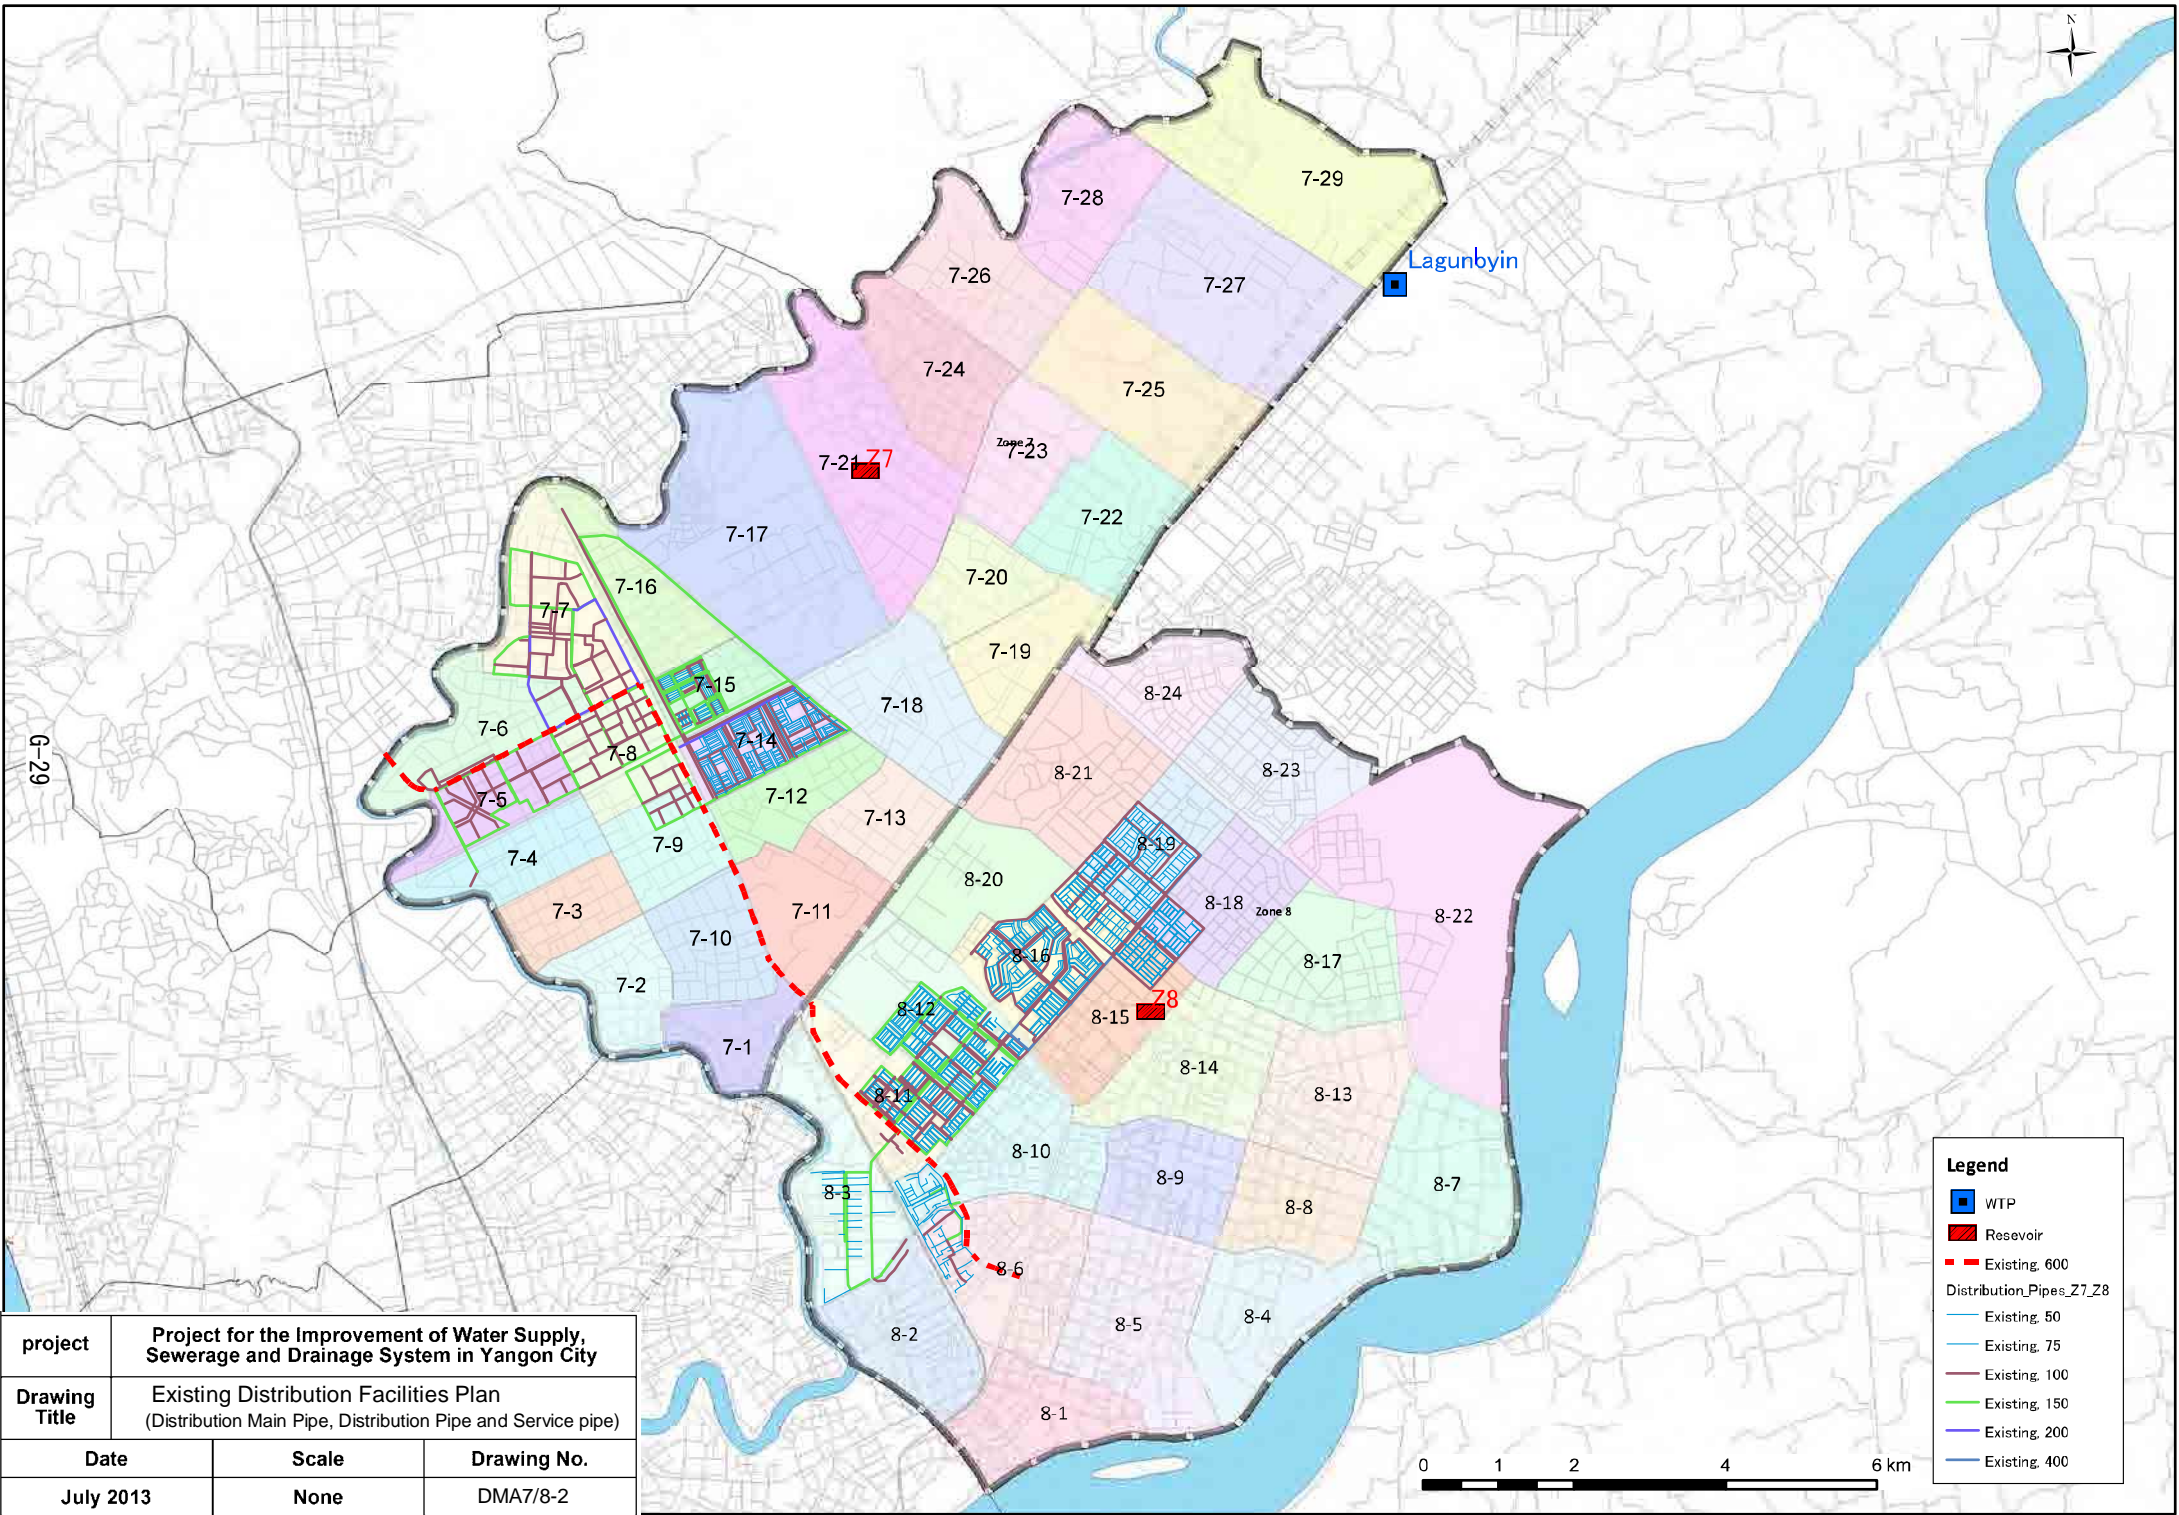 N
7-29
7-28
Lagunbyin
7-26
7-27
7-24
7-25
Zone 7
7-23
7-21
Z7
7-22
7-17
7-20
7-16
7-7
7-19
7-15
8-24
7-18
7-6
7-14
7-8
8-21
8-23
G-29
7-5
7-12
7-13
7-9
8-19
7-4
8-20
8-18
Zone 8
7-3
7-11
8-22
7-10
8-16
8-17
7-2
Z8
8-12
8-15
7-1
8-14
8-11
8-13
8-10
8-9
8-7
8-3
8-8
8-6
8-4
8-5
8-2
8-1
Legend
WTP
Resevoir
Existing, 600
Distribution_Pipes_Z7_Z8
Existing, 50
Existing, 75
Existing, 100
Existing, 150
Existing, 200
Existing, 400
0 1 2 4 6 km
project
Project for the Improvement of Water Supply,
Sewerage and Drainage System in Yangon City
Drawing
Title
Existing Distribution Facilities Plan
(Distribution Main Pipe, Distribution Pipe and Service pipe)
Date Scale Drawing No.
July 2013 None DMA7/8-2